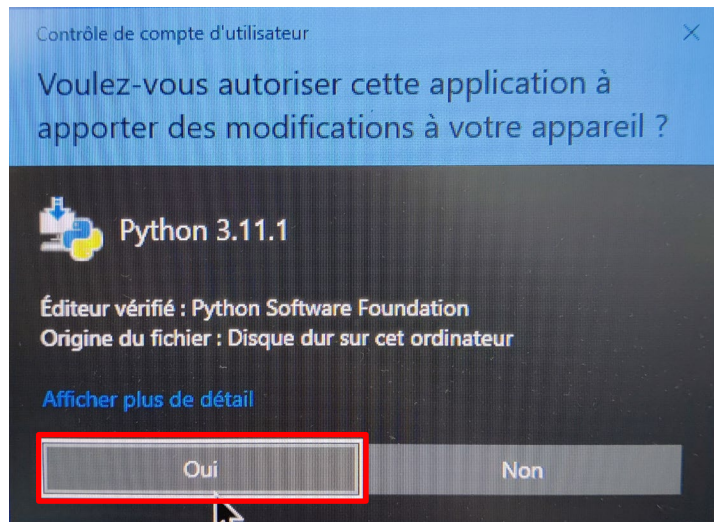 Contrôle de compte d'utilisateur
Voulez-vous autoriser cette application à
apporter des modifications à votre appareil ?
Python 3.11.1
Éditeur vérifié : Python Software Foundation
Origine du fichier : Disque dur sur cet ordinateur
Afficher plus de détail
Oui
Non